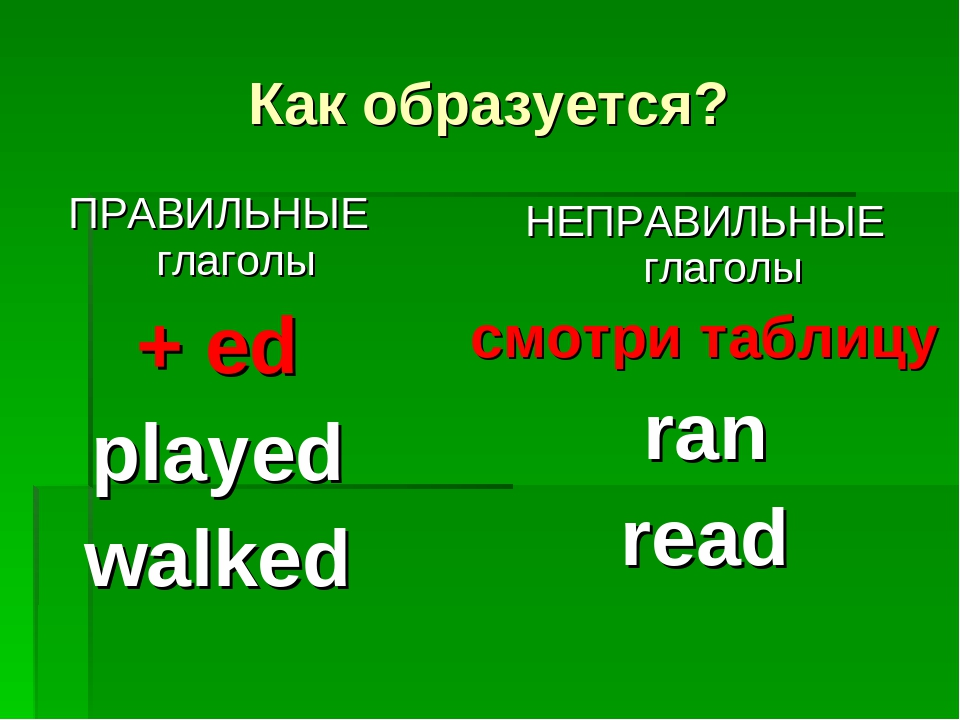 Как образуется?
ПРАВИЛЬНЫЕ
глаголы
+ ed
played
walked
НЕПРАВИЛЬНЫЕ
глаголы
смотри таблицу
ran
read